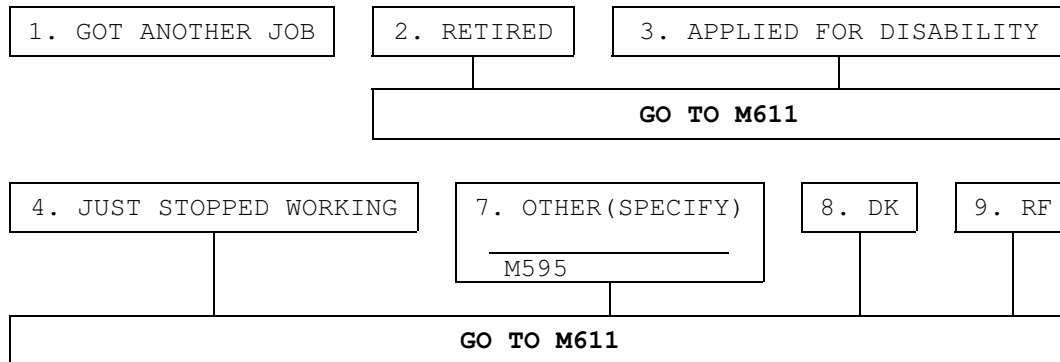 1. GOT ANOTHER JOB 2. RETIRED 3. APPLIED FOR DISABILITY
GO TO M611
4. JUST STOPPED WORKING 7. OTHER(SPECIFY) 8. DK 9. RF
M595
GO TO M611